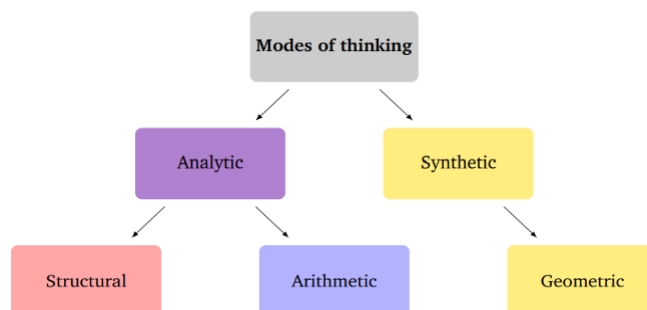 Modes of thinking
Analytic
Synthetic
Structural
Arithmetic
Geometric